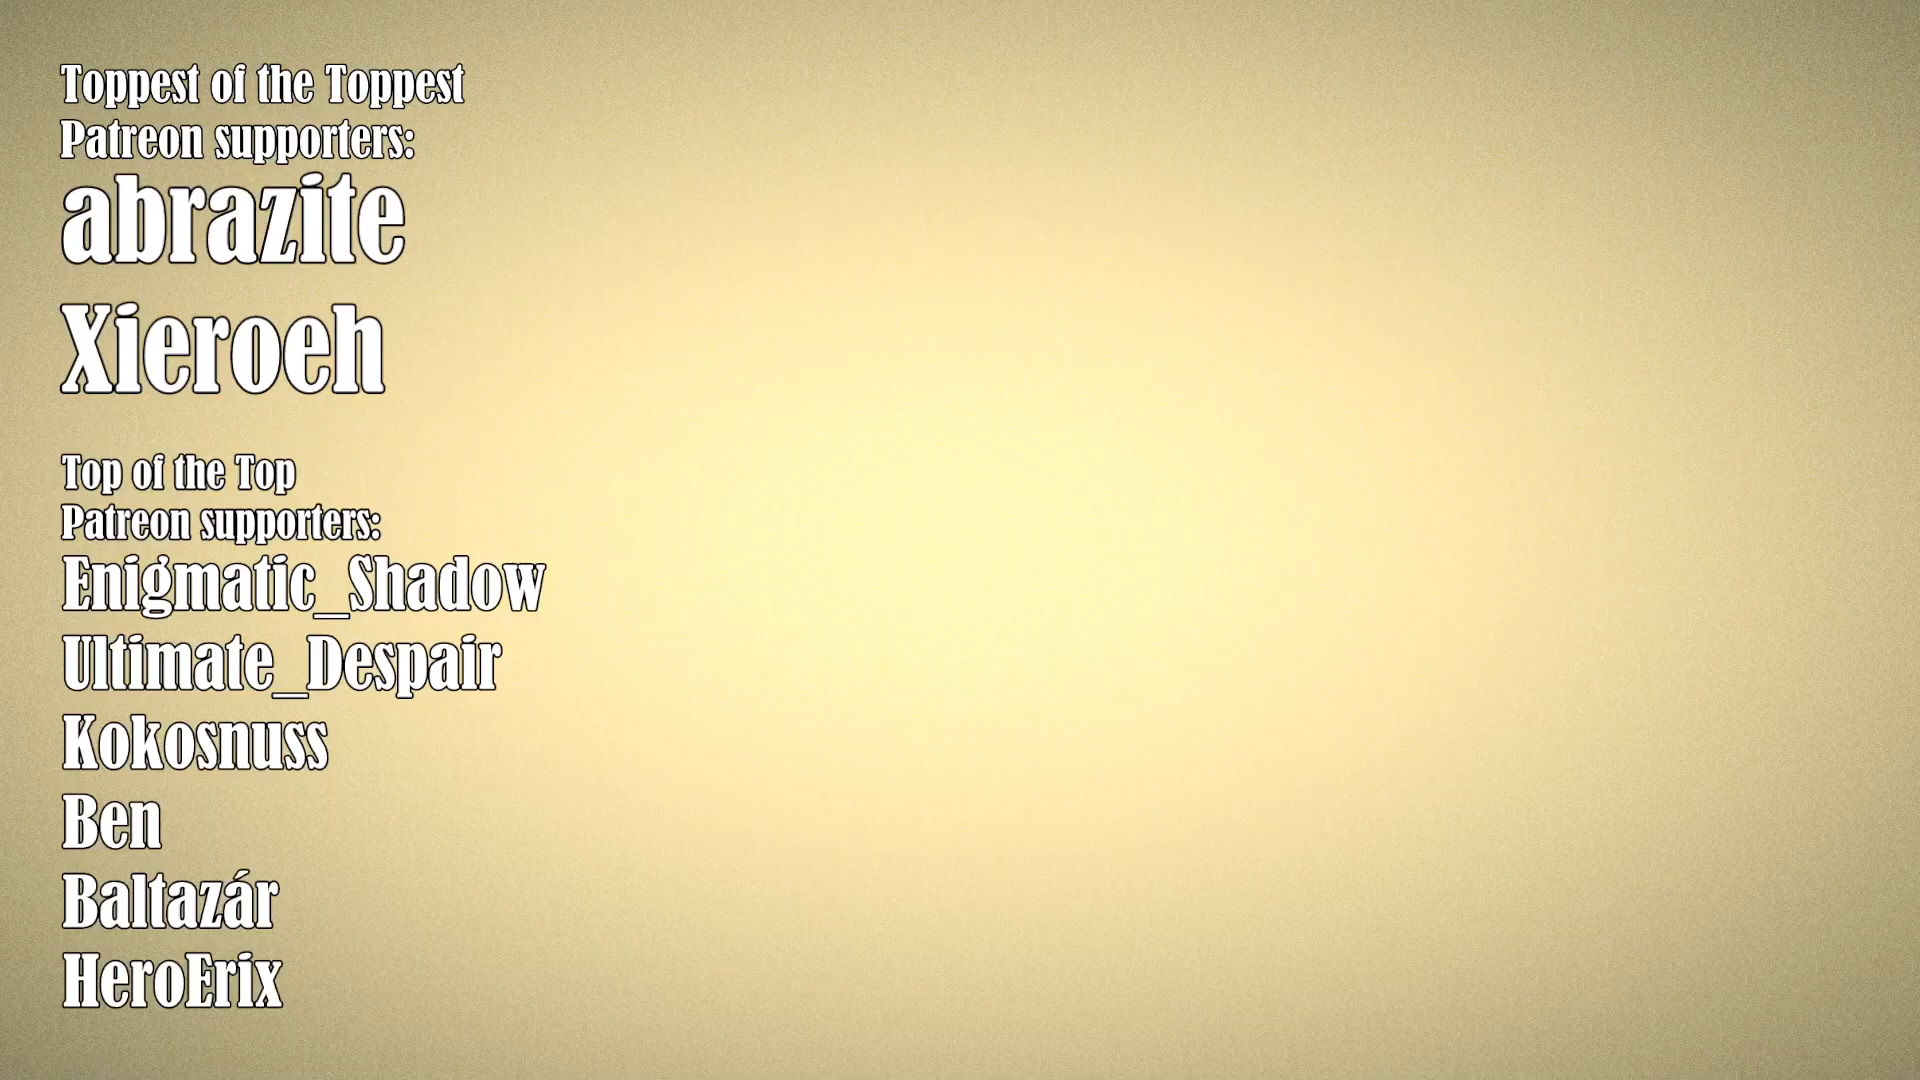 Toppest of the Toppest
Patreon supporters:
abrazite
Xieroeh
Top of the Top
Patreon supporters:
Enigmatic_Shadow
Ultimate_Despair
Kokosnuss
Ben
Baltazár
HeroErix